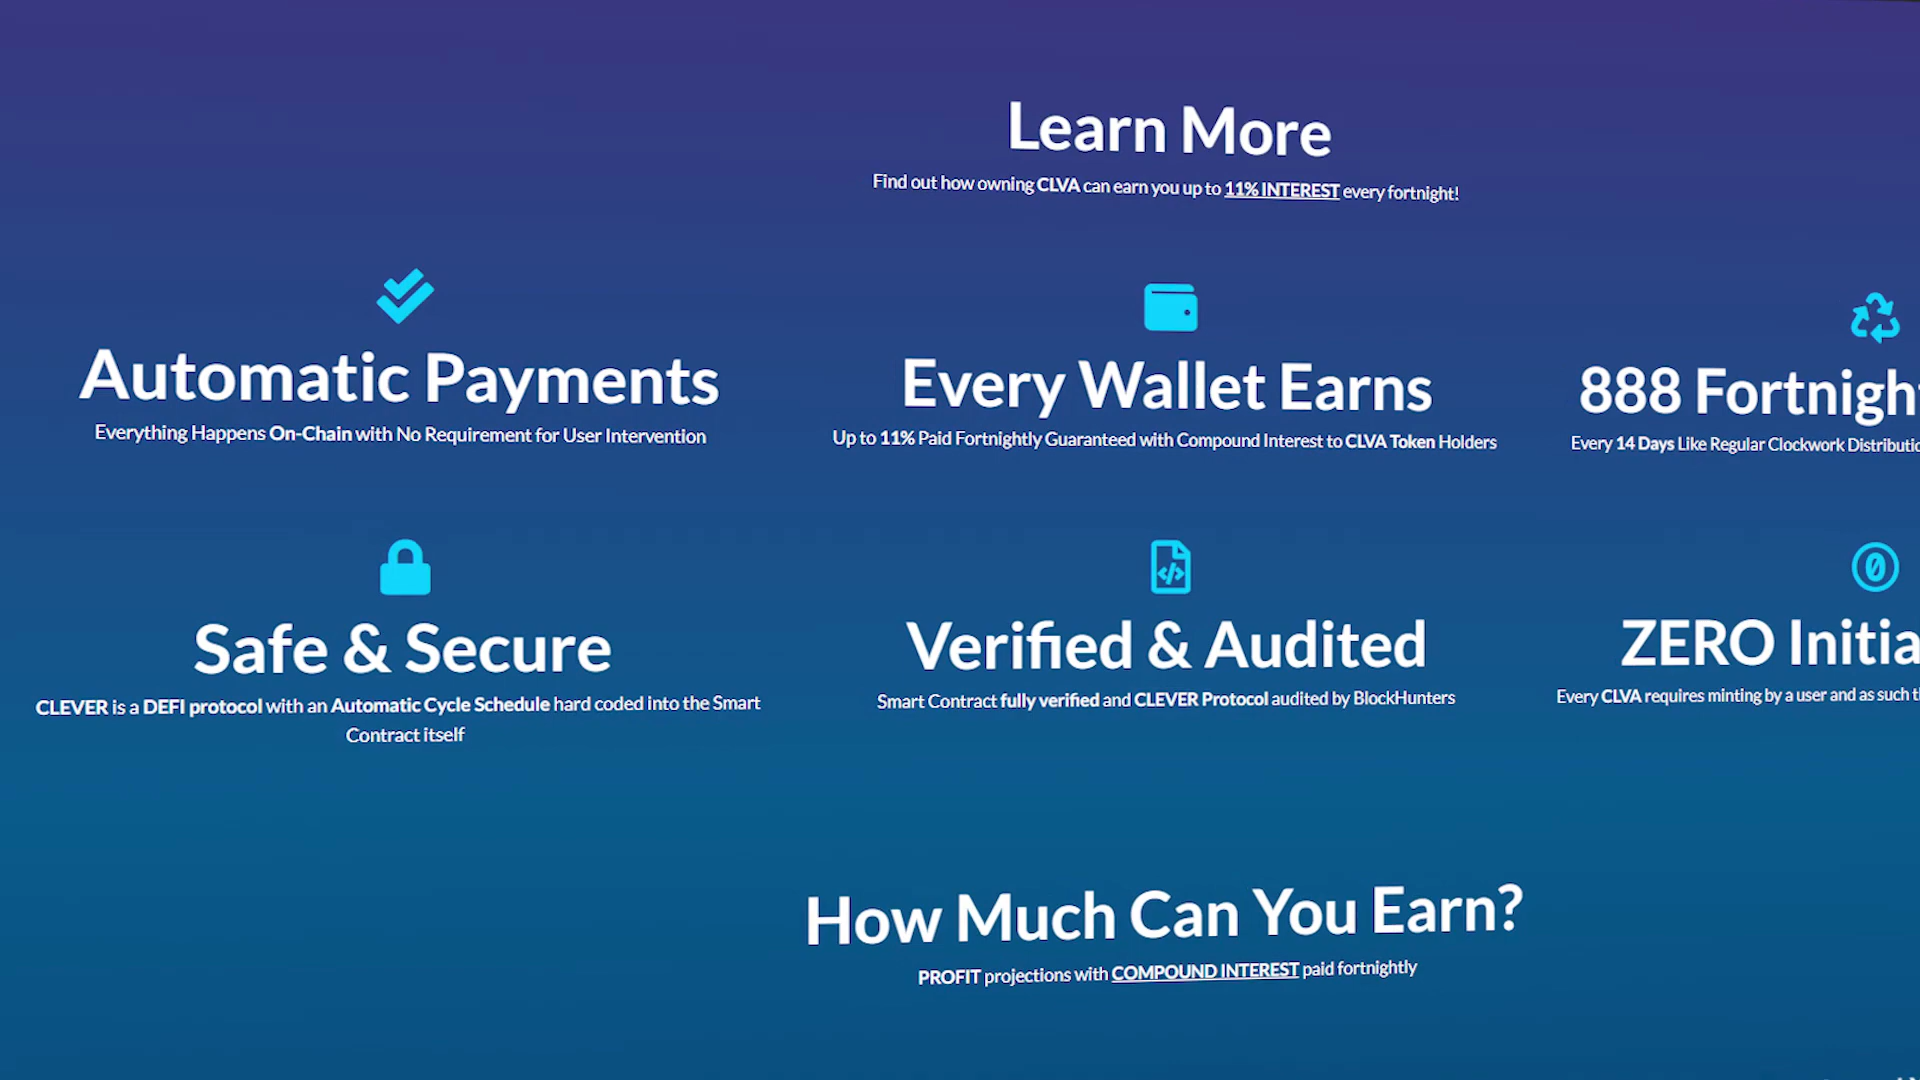 Learn More
Find out how owning CLVA can earn you up to 11% INTEREST every fortnight!
Automatic Payments
Everything Happens On-Chain with No Requirement for User Intervention
Every Wallet Earns
Up to 11% Paid Fortnightly Guaranteed with Compound Interest to CLVA Token Holders
888 Fortnigh
Every 14 Days Like Regular Clockwork
Safe & Secure
CLEVER is a DEFI protocol with an Automatic Cycle Schedule hard coded into the Smart
Contract itself
Verified & Audited
Smart Contract fully verified and CLEVER Protocol audited by BlockHunters
ZERO Initia
Every CLVA requires minting by a user and as such
How Much Can You Earn?
PROFIT projections with COMPOUND INTEREST paid fortnightly